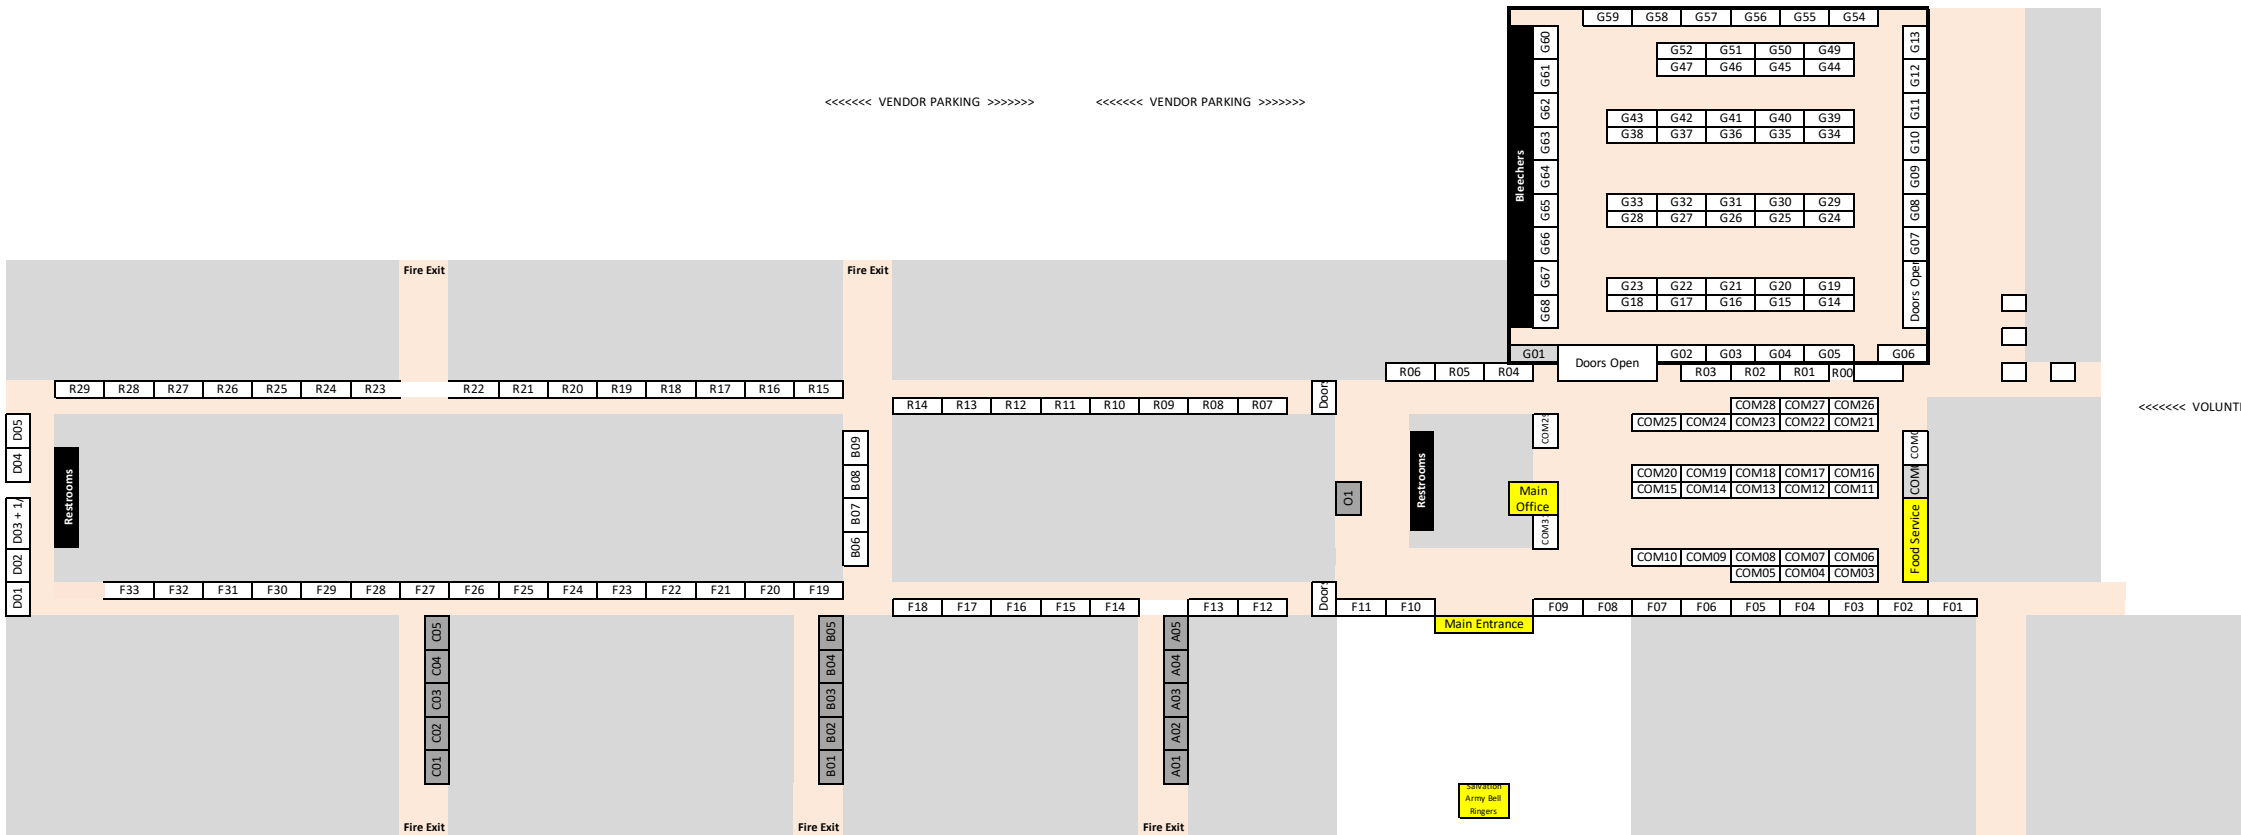 G59 G58 G57 G56 G55 G54
G60 G52 G51 G50 G49 G13
G47 G46 G45 G44
G61 G12
<<<<<<< VENDOR PARKING >>>>>>> <<<<<<< VENDOR PARKING >>>>>>>
G62 G43 G42 G41 G40 G39 G11
G63 G38 G37 G36 G35 G34 G10
Bleechers
G64 G09
G65 G33 G32 G31 G30 G29 G08
G28 G27 G26 G25 G24
G66 G07
Fire Exit Fire Exit
G67 G23 G22 G21 G20 G19 Doors Open
G68 G18 G17 G16 G15 G14
G01 Doors Open G02 G03 G04 G05 G06
R06 R05 R04 R03 R02 R01 R00
R29 R28 R27 R26 R25 R24 R23 R22 R21 R20 R19 R18 R17 R16 R15
R14 R13 R12 R11 R10 R09 R08 R07 Doors
COM28 COM27 COM26
<<<<<<< VOLUNT
COM25 COM24 COM23 COM22 COM21
D05 B09 COM29 COM
D04 B08 COM20 COM19 COM18 COM17 COM16 COM
Restrooms Restrooms
O1 Main
Office
COM15 COM14 COM13 COM12 COM11
D03 + 1/ B07 COM3 Food Service
D02 B06 COM10 COM09 COM08 COM07 COM06
COM05 COM04 COM03
D01 F33 F32 F31 F30 F29 F28 F27 F26 F25 F24 F23 F22 F21 F20 F19
F18 F17 F16 F15 F14 F13 F12 Doors F11 F10 F09 F08 F07 F06 F05 F04 F03 F02 F01
Main Entrance
C05 B05 A05
C04 B04 A04
C03 B03 A03
C02 B02 A02
C01 B01 A01
Salvation
Army Bell
Ringers
Fire Exit Fire Exit Fire Exit